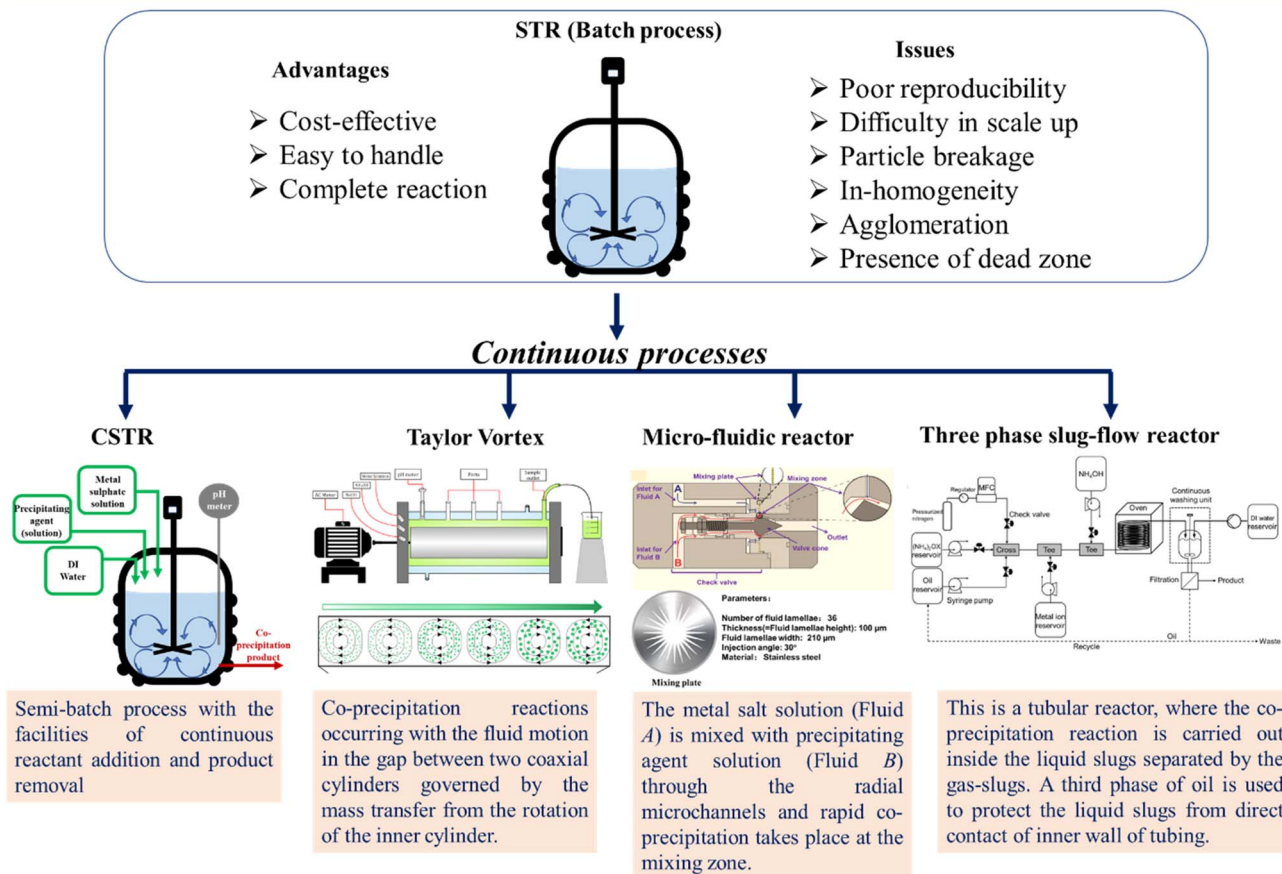 STR (Batch process)
Advantages
➢ Cost-effective
➢ Easy to handle
➢ Complete reaction
Issues
➢ Poor reproducibility
➢ Difficulty in scale up
➢ Particle breakage
➢ In-homogeneity
➢ Agglomeration
➢ Presence of dead zone
Continuous processes
CSTR
Metal
sulphate
solution
Precipitating
agent
(solution)
DI
Water
pH
meter
Co-
precipitation
product
Semi-batch process with the
facilities of continuous
reactant addition and product
removal
Taylor Vortex
AC Motor
pH meter
Ports
Sample
outlet
Co-precipitation reactions
occurring with the fluid motion
in the gap between two coaxial
cylinders governed by the
mass transfer from the rotation
of the inner cylinder.
Micro-fluidic reactor
Mixing plate
Mixing zone
Inlet for
Fluid A
A
Inlet for
Fluid B
B
Outlet
Valve zone
Check valve
Parameters：
Number of fluid lamellae：36
Thickness(=Fluid lamellae height): 100 μm
Fluid lamellae width: 210 μm
Injection angle: 30°
Material：Stainless steel
Mixing plate
The metal salt solution (Fluid
A) is mixed with precipitating
agent solution (Fluid B)
through the radial
microchannels and rapid co-
precipitation takes place at the
mixing zone.
Three phase slug-flow reactor
Regulator
MFC
Pressurized
nitrogen
Check valve
NH₄OH
Oven
Continuous
washing unit
DI water
reservoir
(NH₄)₂OX
reservoir
Cross
Tee
Tee
Oil
reservoir
Syringe pump
Metal ion
reservoir
Filtration
Product
Oil
Recycle
Waste
This is a tubular reactor, where the co-
precipitation reaction is carried out
inside the liquid slugs separated by the
gas-slugs. A third phase of oil is used
to protect the liquid slugs from direct
contact of inner wall of tubing.